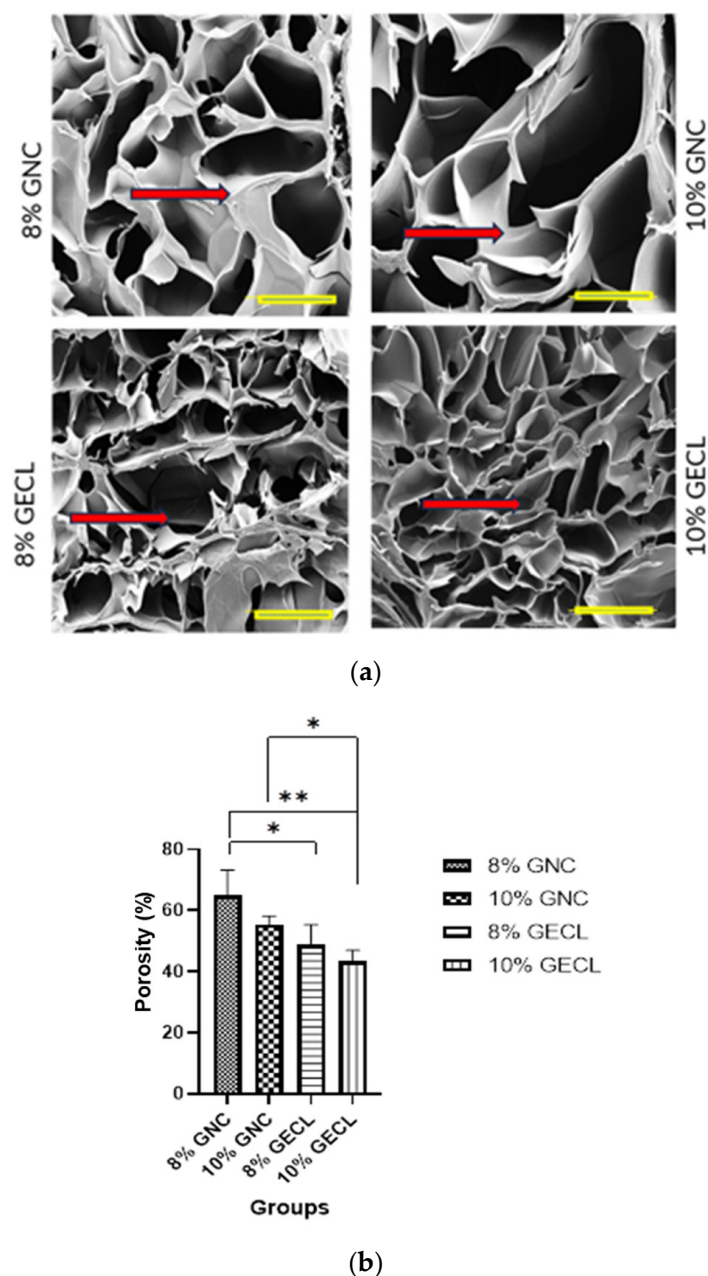 8% GNC
10% GNC
8% GECL
10% GECL
(a)
*
**
*
80
60
40
20
0
Porosity (%)
8% GNC
10% GNC
8% GECL
10% GECL
Groups
8% GNC
10% GNC
8% GECL
10% GECL
(b)